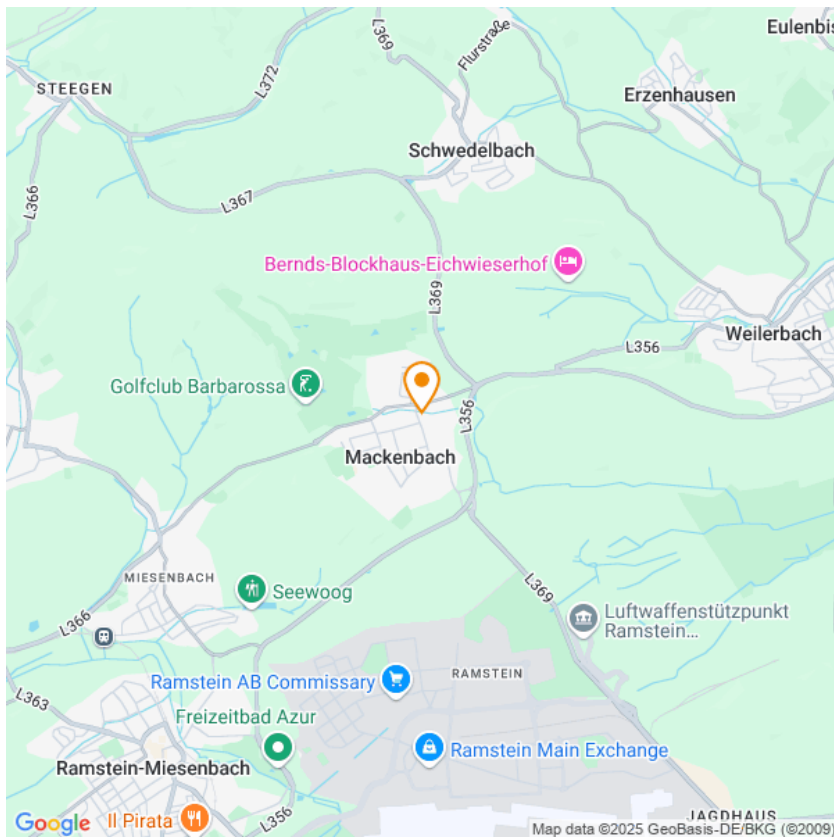 Eulenbis
L369
Flurstraße
L372
STEEGEN
Erzenhausen
Schwedelbach
L366
L367
Bernds-Blockhaus-Eichwieserhof
L369
Weilerbach
L356
Golfclub Barbarossa
L356
Mackenbach
MIESENBACH
Seewoog
L369
Luftwaffenstützpunkt
Ramstein...
L366
RAMSTEIN
Ramstein AB Commissary
L363
Freizeitbad Azur
Ramstein Main Exchange
Ramstein-Miesenbach
Il Pirata
L356
JAGDHAUS
Google
Map data ©2025 GeoBasis-DE/BKG (©2009)